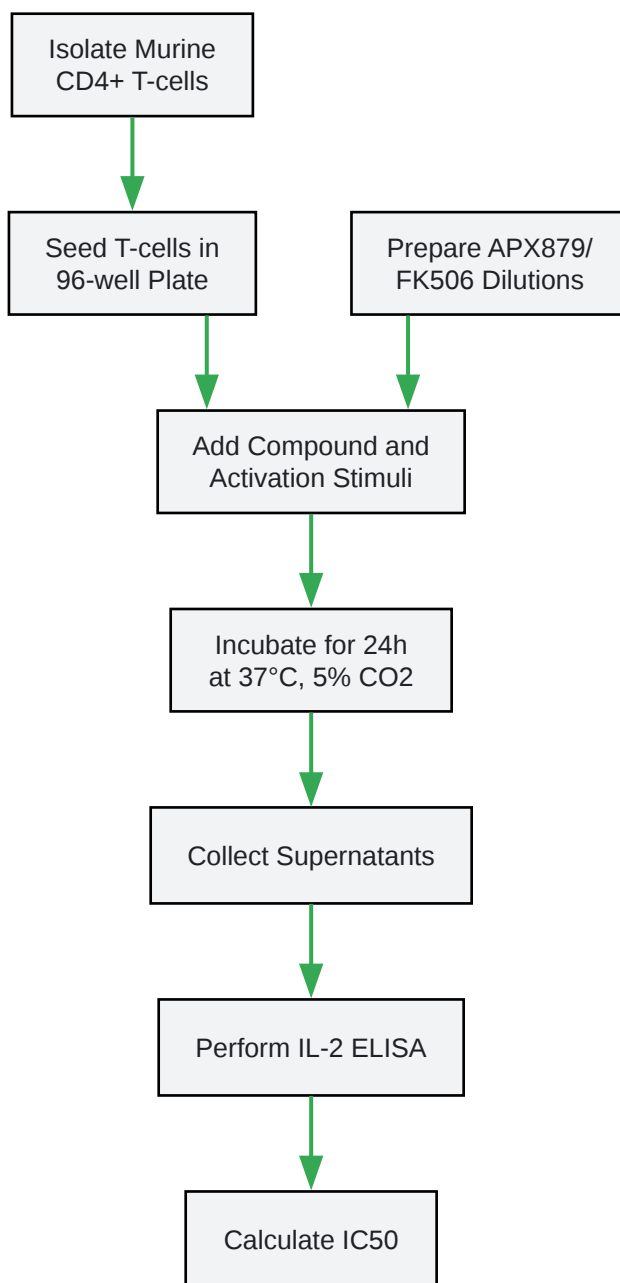 Isolate Murine
CD4+ T-cells
Seed T-cells in
96-well Plate
Prepare APX879/
FK506 Dilutions
Add Compound and
Activation Stimuli
Incubate for 24h
at 37°C, 5% CO2
Collect Supernatants
Perform IL-2 ELISA
Calculate IC50